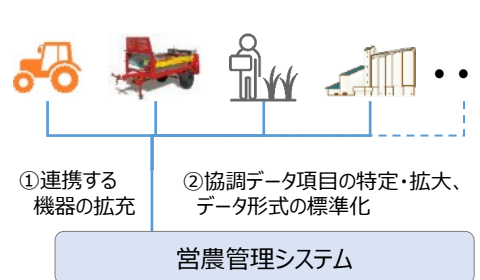 ①連携する
機器の拡充
②協調データ項目の特定・拡大、
データ形式の標準化
営農管理システム